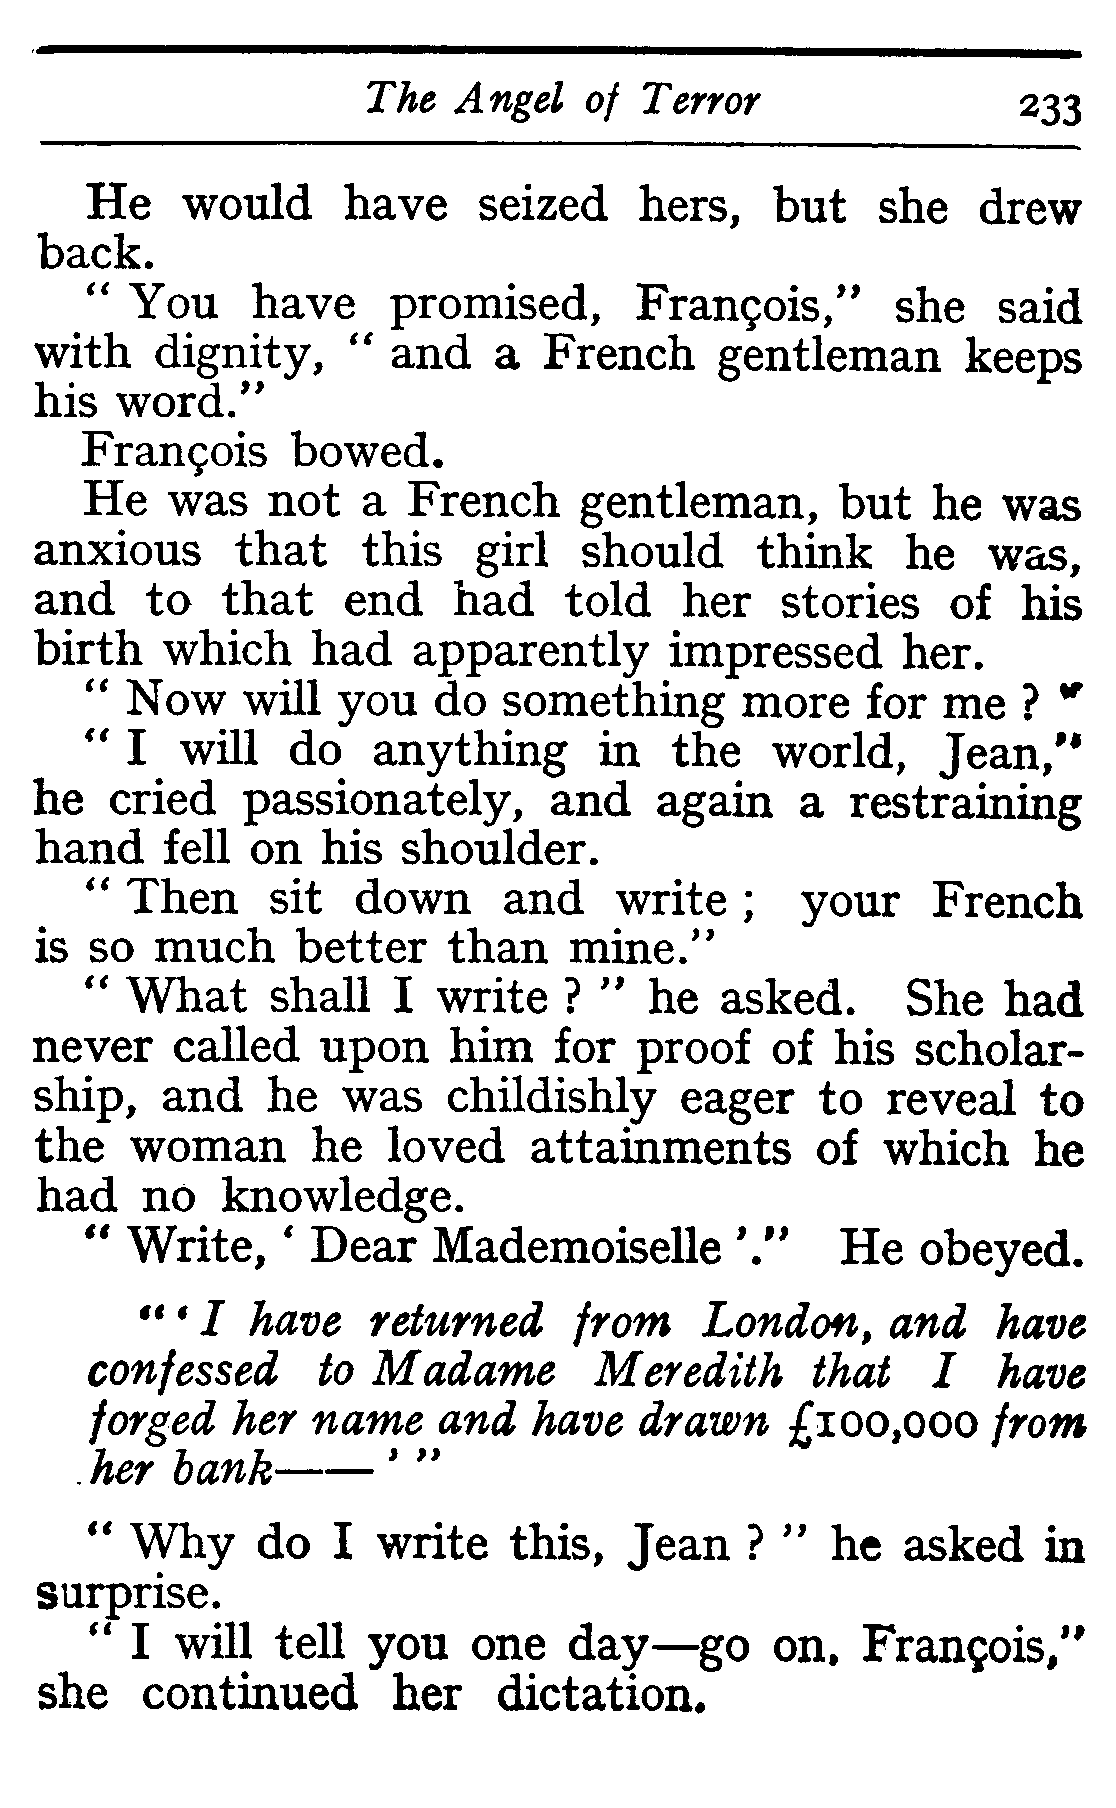 The Angel of Terror 233
He would have seized hers, but she drew
back.
“ You have promised, François,” she said
with dignity, “ and a French gentleman keeps
his word.”
François bowed.
He was not a French gentleman, but he was
anxious that this girl should think he was,
and to that end had told her stories of his
birth which had apparently impressed her.
“ Now will you do something more for me ? ”
“ I will do anything in the world, Jean,”
he cried passionately, and again a restraining
hand fell on his shoulder.
“ Then sit down and write ; your French
is so much better than mine.”
“ What shall I write ? ” he asked. She had
never called upon him for proof of his scholar-
ship, and he was childishly eager to reveal to
the woman he loved attainments of which he
had no knowledge.
“ Write, ‘ Dear Mademoiselle ’.” He obeyed.
“ ‘ I have returned from London, and have
confessed to Madame Meredith that I have
forged her name and have drawn £100,000 from
her bank—— ’ ”
“ Why do I write this, Jean ? ” he asked in
surprise.
“ I will tell you one day—go on, François,”
she continued her dictation.